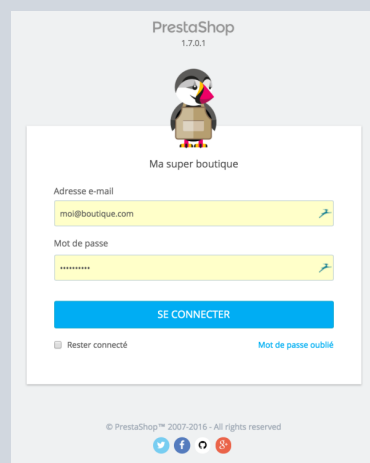 PrestaShop
1.7.0.1
Ma super boutique
Adresse e-mail
moi@boutique.com
Mot de passe
••••••••••
SE CONNECTER
Rester connecté Mot de passe oublié
© PrestaShop™ 2007-2016 - All rights reserved